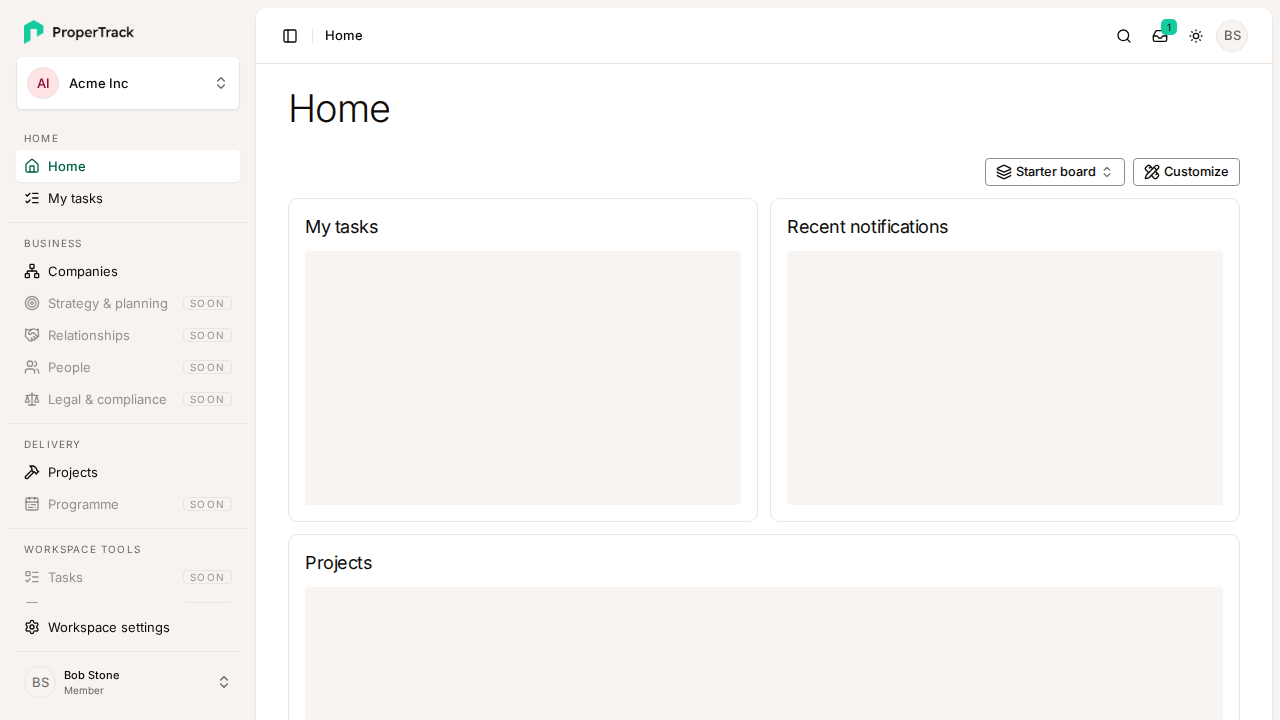 ProperTrack
AI
Acme Inc
HOME
Home
My tasks
BUSINESS
Companies
Strategy & planning SOON
Relationships SOON
People SOON
Legal & compliance SOON
DELIVERY
Projects
Programme SOON
WORKSPACE TOOLS
Tasks SOON
Workspace settings
BS
Bob Stone
Member
Home
1
BS
Home
Starter board
Customize
My tasks
Recent notifications
Projects